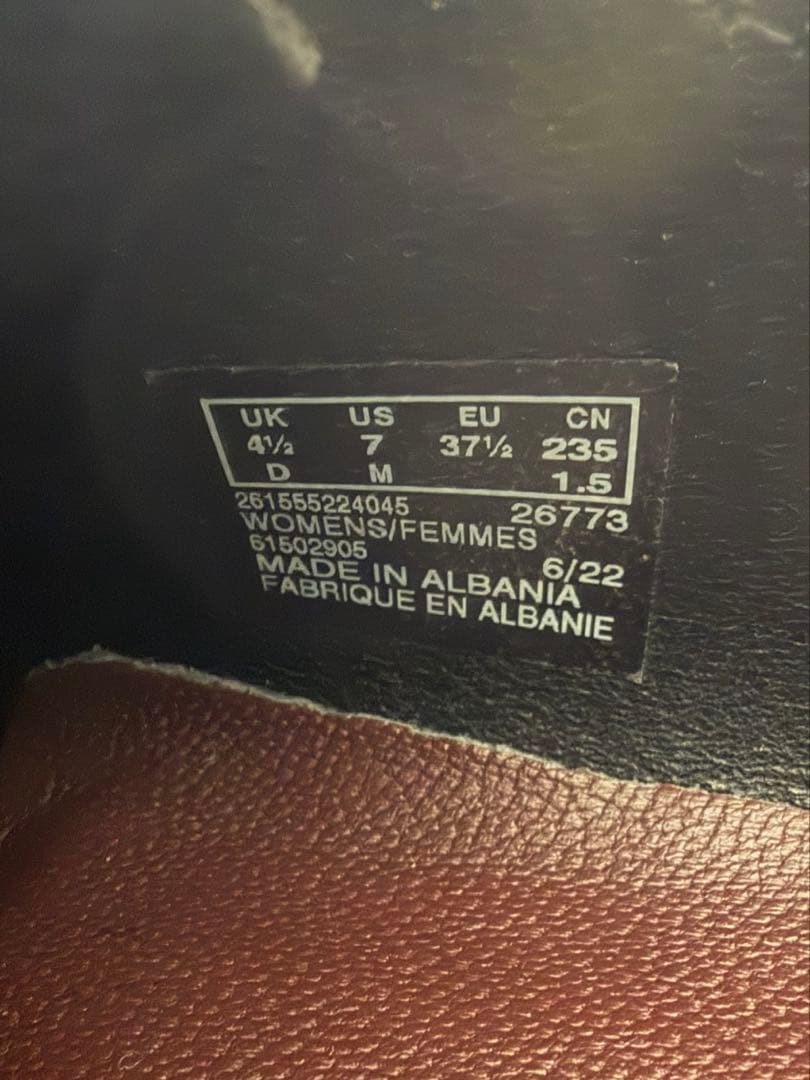 UK US EU CN
4½ 7 37½ 235
D M 1.5
261555224045 26773
WOMENS/FEMMES
61502905 6/22
MADE IN ALBANIA
FABRIQUE EN ALBANIE